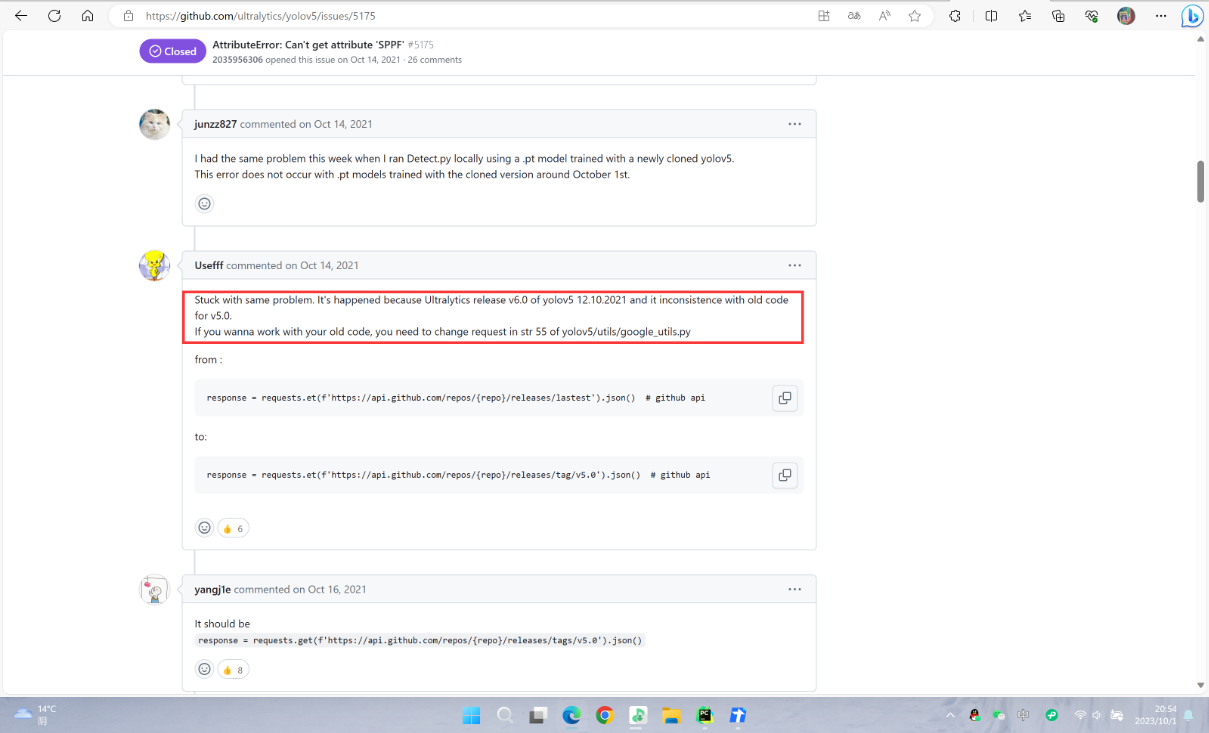 https://github.com/ultralytics/yolov5/issues/5175
Closed
AttributeError: Can't get attribute 'SPPF' #5175
2035956306 opened this issue on Oct 14, 2021 · 26 comments
junzz827 commented on Oct 14, 2021
I had the same problem this week when I ran Detect.py locally using a .pt model trained with a newly cloned yolov5.
This error does not occur with .pt models trained with the cloned version around October 1st.
Usefff commented on Oct 14, 2021
Stuck with same problem. It's happened because Ultralytics release v6.0 of yolov5 12.10.2021 and it inconsistence with old code
for v5.0.
If you wanna work with your old code, you need to change request in str 55 of yolov5/utils/google_utils.py
from :
response = requests.et(f'https://api.github.com/repos/{repo}/releases/lastest').json()  # github api
to:
response = requests.et(f'https://api.github.com/repos/{repo}/releases/tag/v5.0').json()  # github api
👍 6
yangj1e commented on Oct 16, 2021
It should be
response = requests.get(f'https://api.github.com/repos/{repo}/releases/tags/v5.0').json()
👍 8
14°C
阴
20:54
2023/10/1